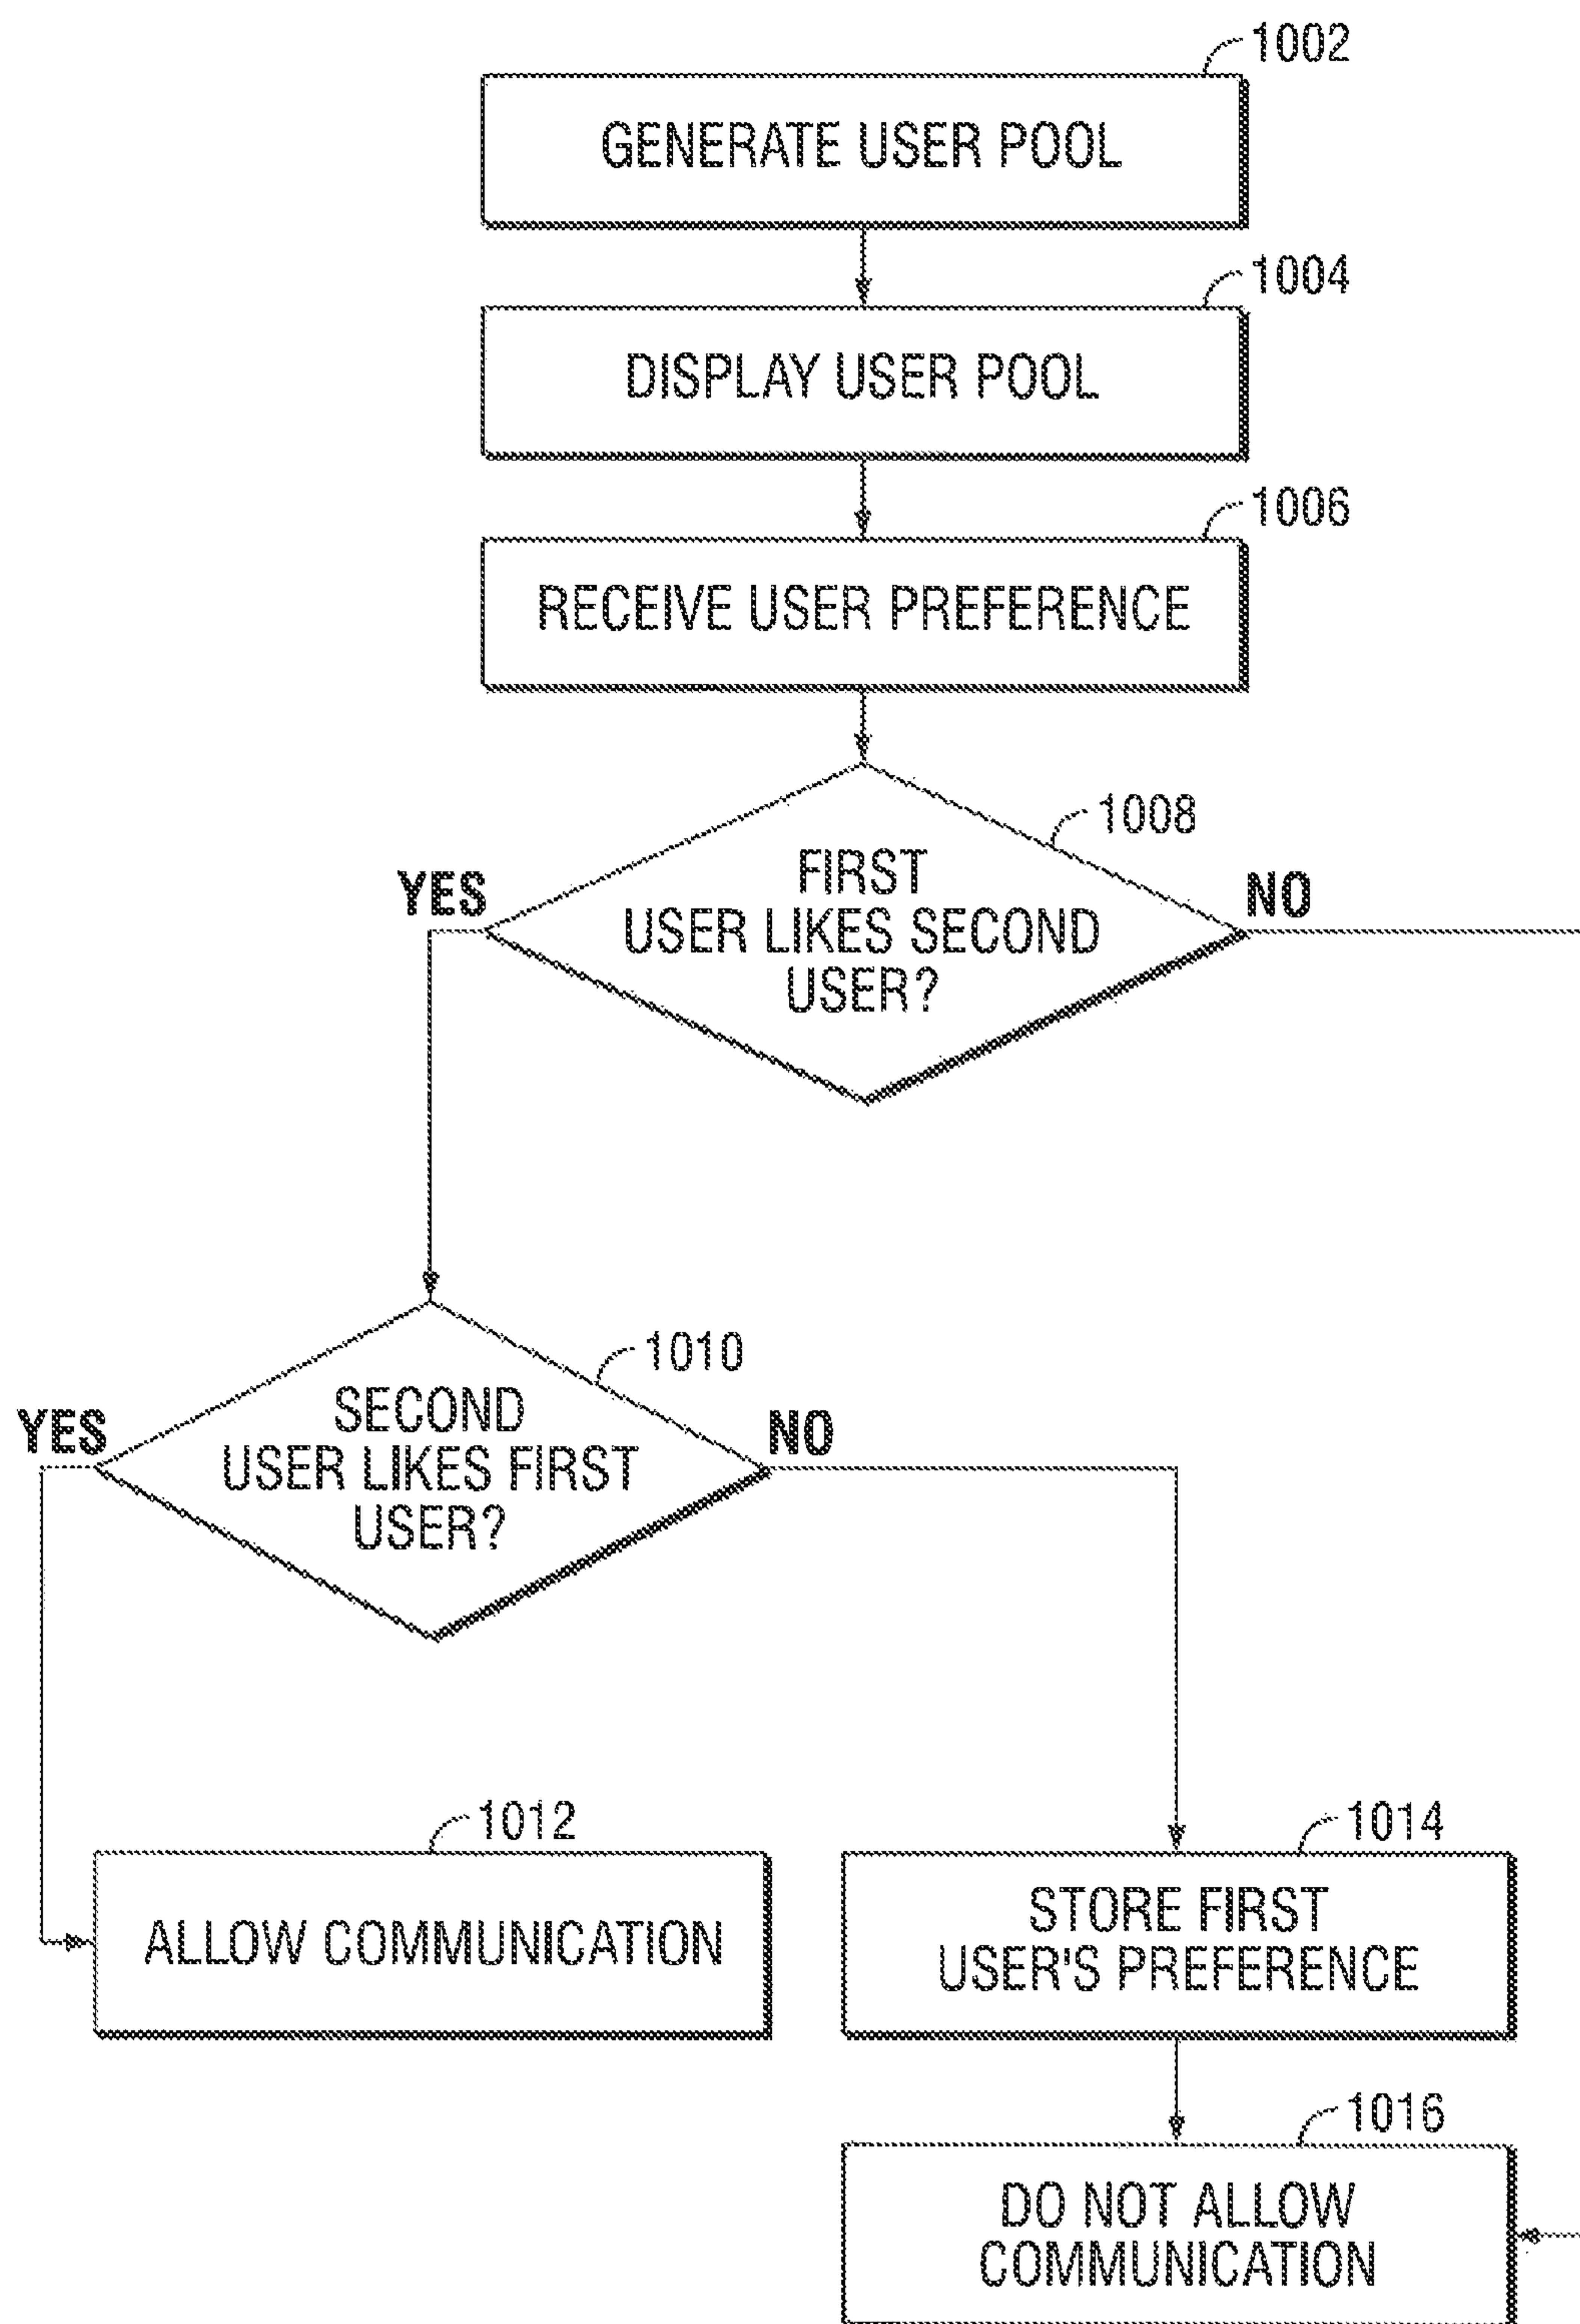 1002
GENERATE USER POOL
1004
DISPLAY USER POOL
1006
RECEIVE USER PREFERENCE
1008
FIRST
USER LIKES SECOND
USER?
YES
NO
1010
SECOND
USER LIKES FIRST
USER?
YES
NO
1012
ALLOW COMMUNICATION
1014
STORE FIRST
USER'S PREFERENCE
1016
DO NOT ALLOW
COMMUNICATION